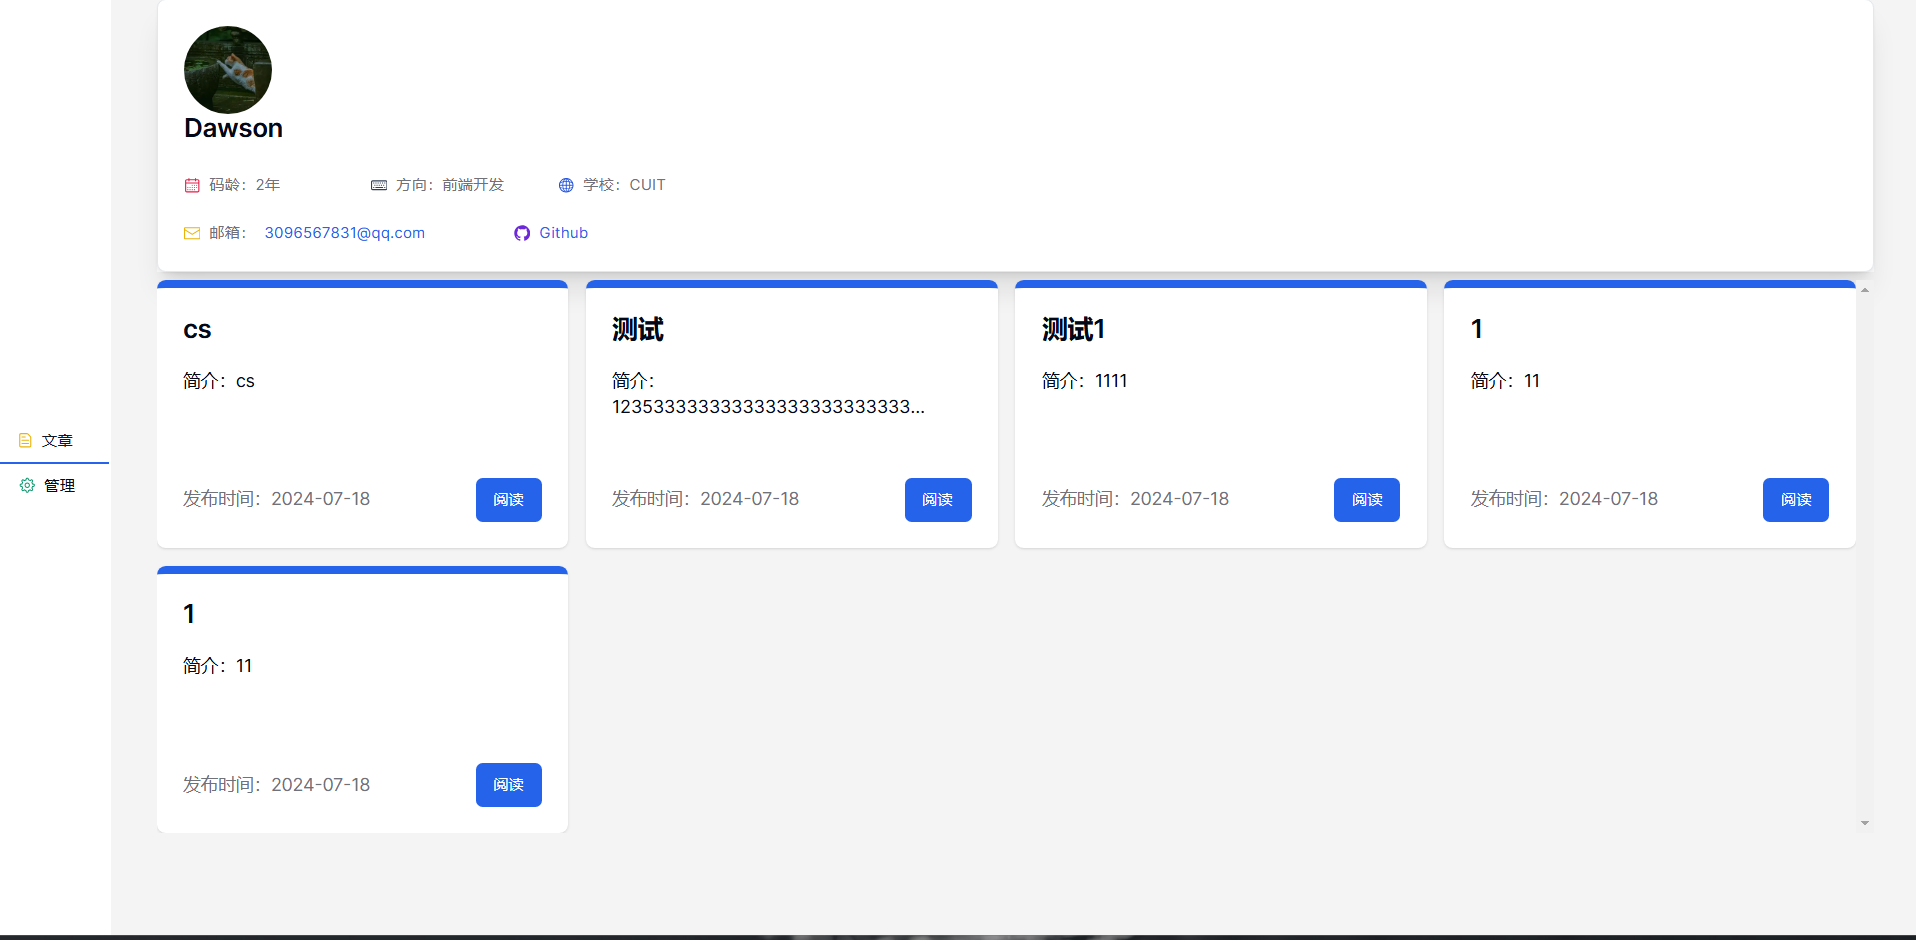 Dawson
码龄：2年 方向：前端开发 学校：CUIT
邮箱： 3096567831@qq.com Github
文章
管理
cs
简介：cs
发布时间：2024-07-18 阅读
测试
简介：
1235333333333333333333333333...
发布时间：2024-07-18 阅读
测试1
简介：1111
发布时间：2024-07-18 阅读
1
简介：11
发布时间：2024-07-18 阅读
1
简介：11
发布时间：2024-07-18 阅读